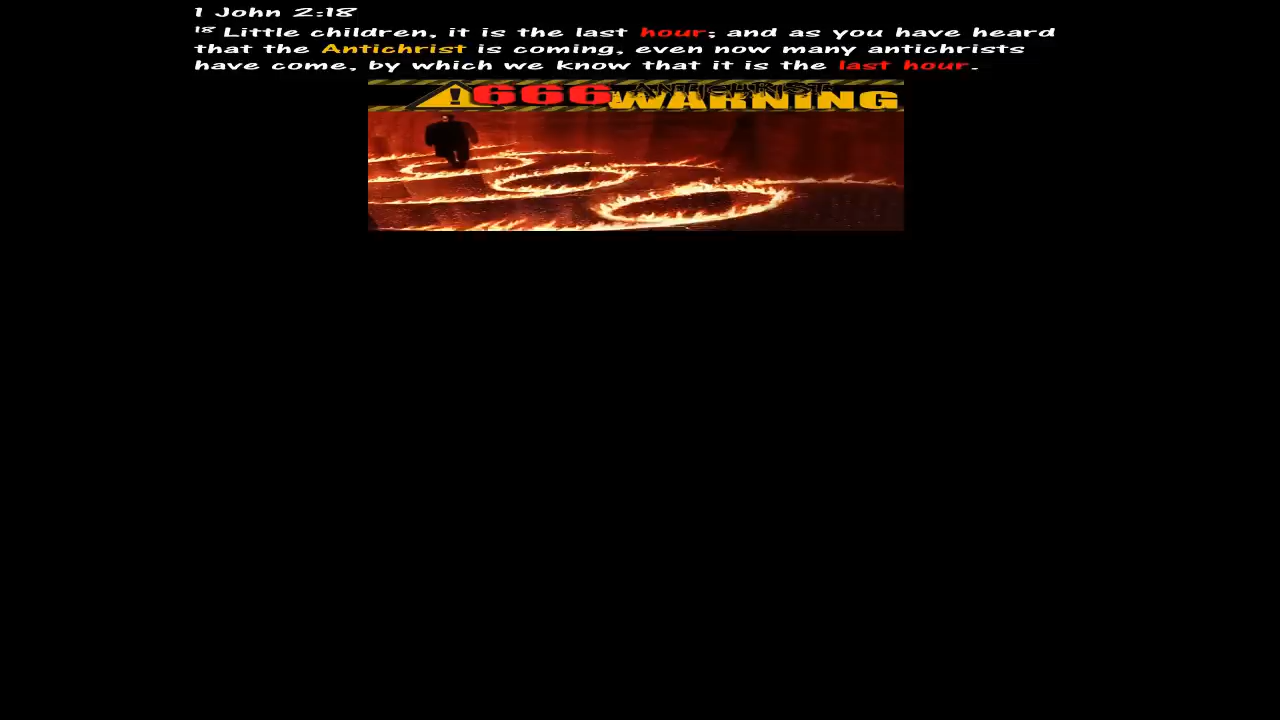 1 John 2:18
18 Little children, it is the last hour; and as you have heard
that the Antichrist is coming, even now many antichrists
have come, by which we know that it is the last hour.
!666 ANTICHRIST
WARNING